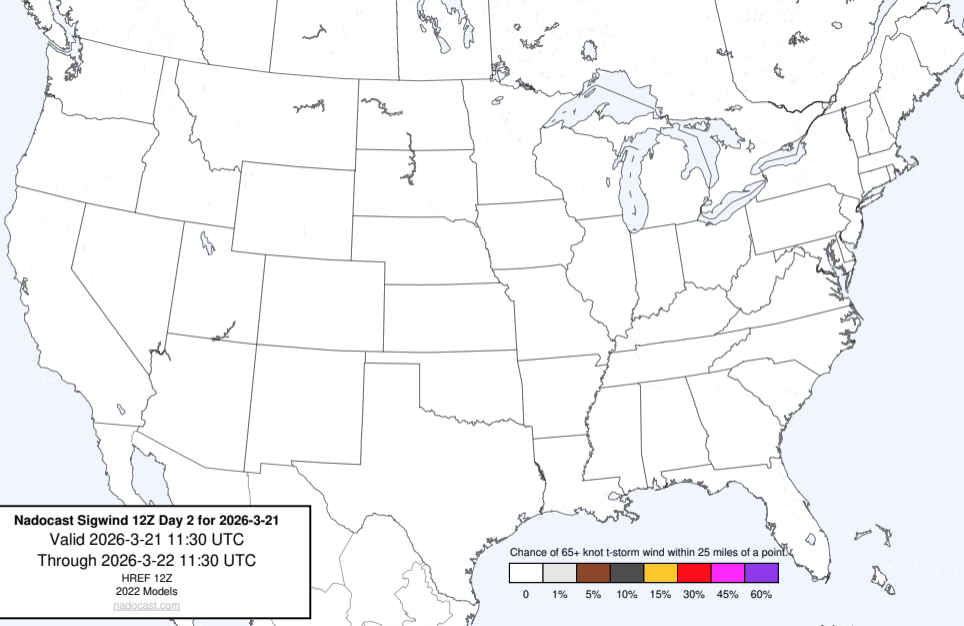 Nadocast Sigwind 12Z Day 2 for 2026-3-21
Valid 2026-3-21 11:30 UTC
Through 2026-3-22 11:30 UTC
HREF 12Z
2022 Models
nadocast.com
Chance of 65+ knot t-storm wind within 25 miles of a point.
0 1% 5% 10% 15% 30% 45% 60%